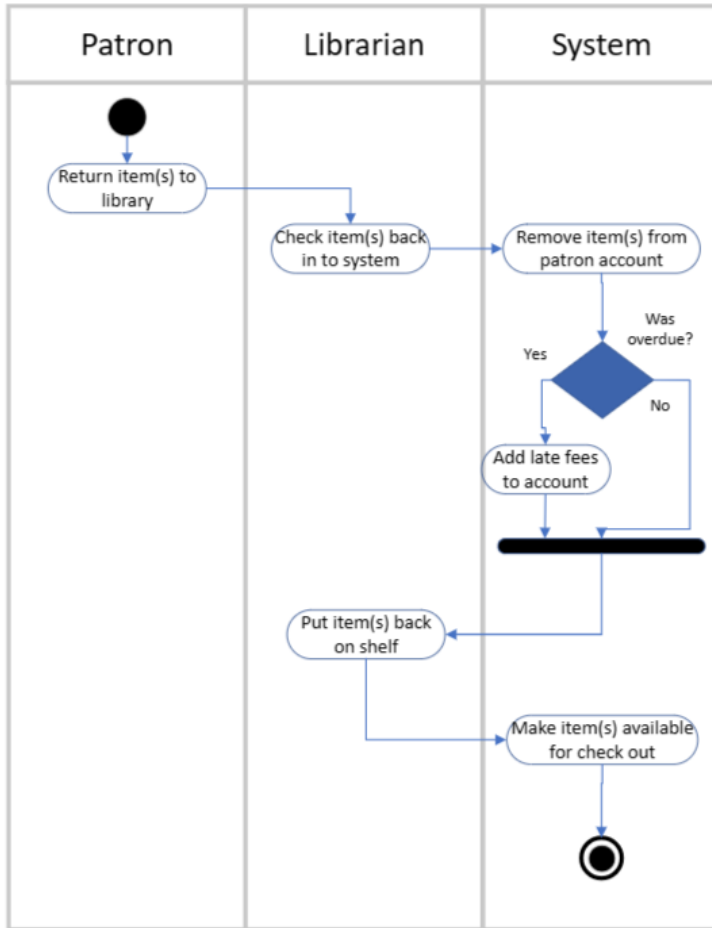 Patron
Librarian
System
Return item(s) to
library
Check item(s) back
in to system
Remove item(s) from
patron account
Was
overdue?
Yes
No
Add late fees
to account
Put item(s) back
on shelf
Make item(s) available
for check out